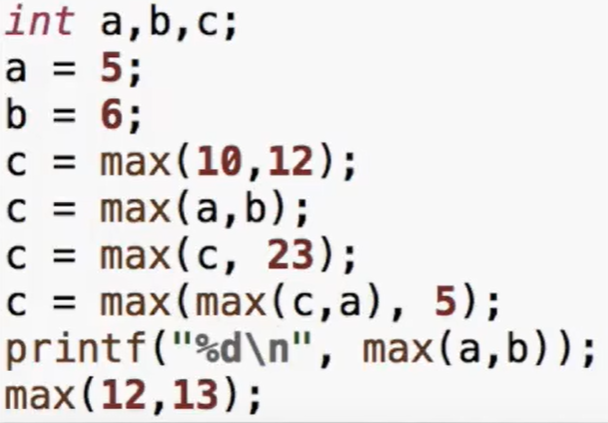 int a,b,c;
a = 5;
b = 6;
c = max(10,12);
c = max(a,b);
c = max(c, 23);
c = max(max(c,a), 5);
printf("%d\n", max(a,b));
max(12,13);